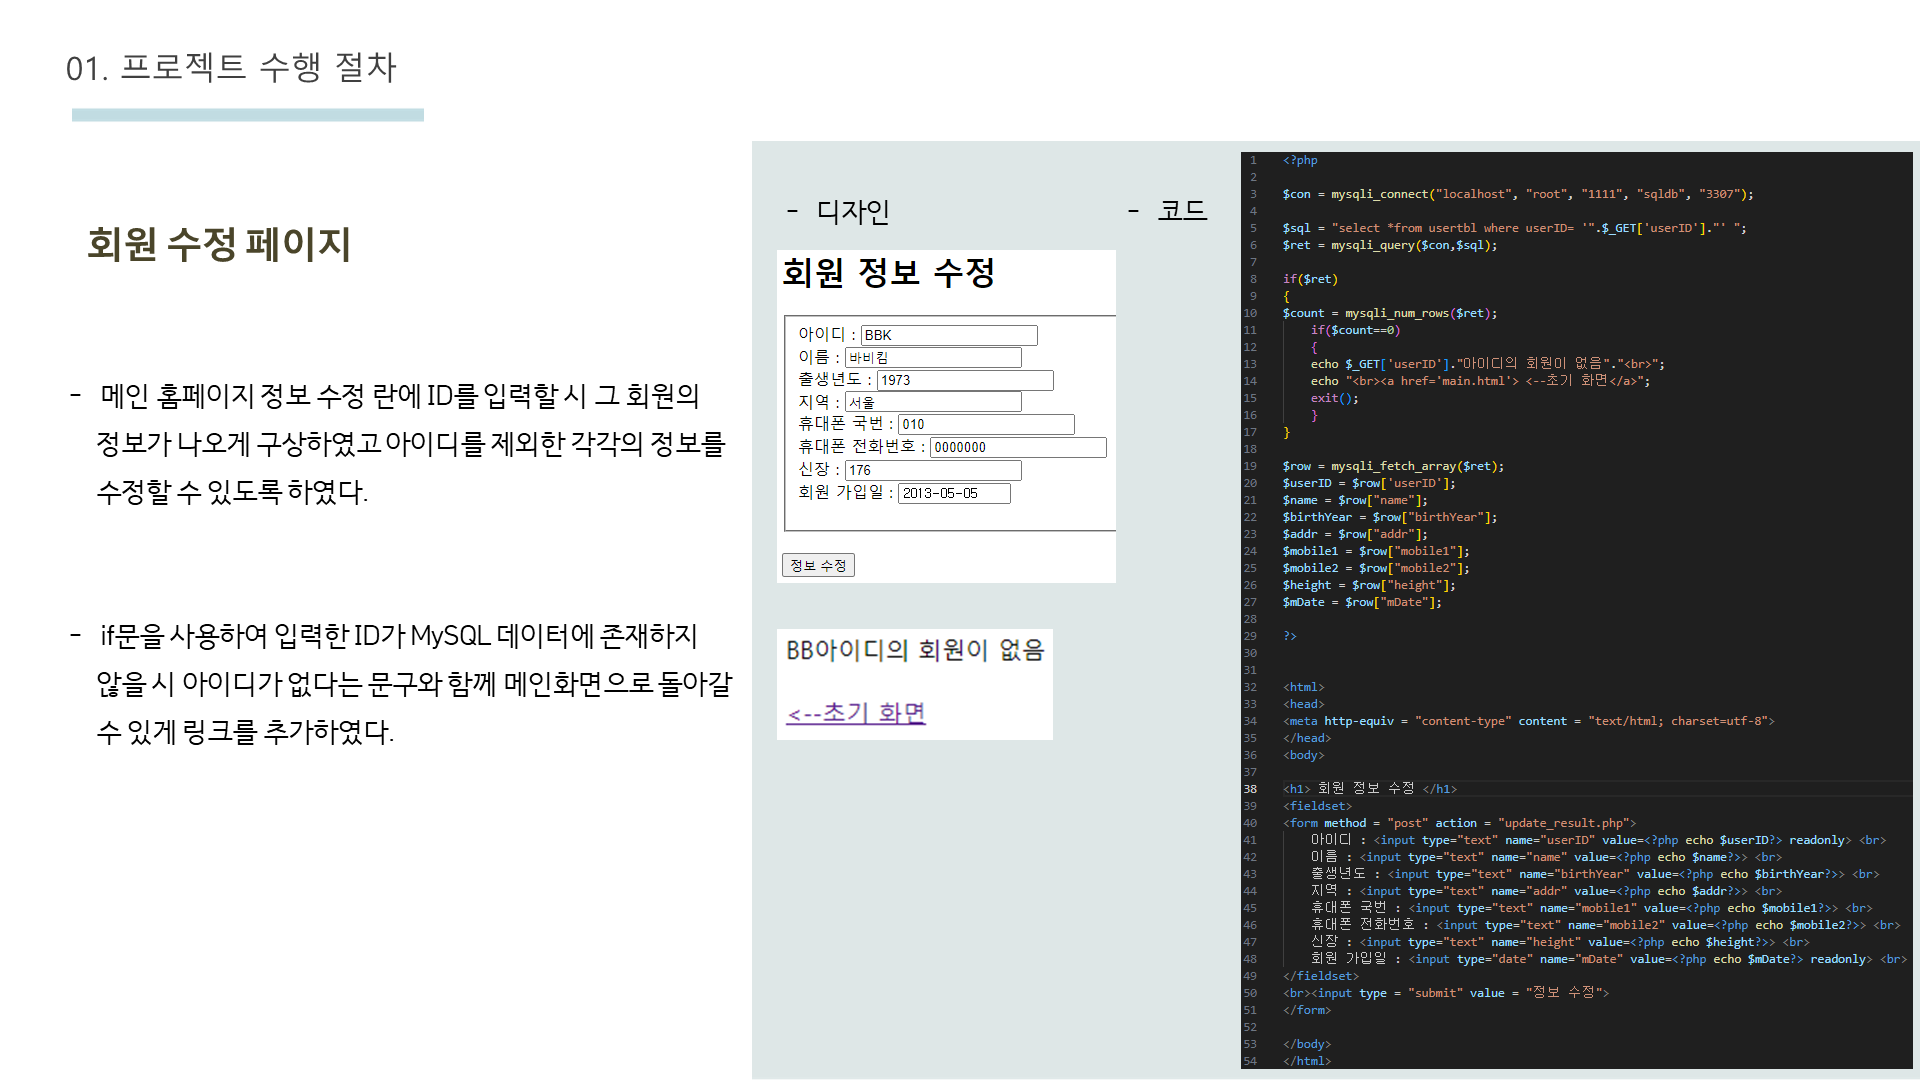 01. 프로젝트 수행 절차
회원 수정 페이지
- 메인 홈페이지 정보 수정 란에 ID를 입력할 시 그 회원의
정보가 나오게 구상하였고 아이디를 제외한 각각의 정보를
수정할 수 있도록 하였다.
- if문을 사용하여 입력한 ID가 MySQL 데이터에 존재하지
않을 시 아이디가 없다는 문구와 함께 메인화면으로 돌아갈
수 있게 링크를 추가하였다.
- 디자인
회원 정보 수정
아이디 : BBK
이름 : 바비킴
출생년도 : 1973
지역 : 서울
휴대폰 국번 : 010
휴대폰 전화번호 : 0000000
신장 : 176
회원 가입일 : 2013-05-05
정보 수정
BB아이디의 회원이 없음
<--초기 화면
- 코드
1 <?php
2
3 $con = mysqli_connect("localhost", "root", "1111", "sqldb", "3307");
4
5 $sql = "select *from usertbl where userID= '".$_GET['userID']."' ";
6 $ret = mysqli_query($con,$sql);
7
8 if($ret)
9 {
10 $count = mysqli_num_rows($ret);
11 if($count==0)
12 {
13 echo $_GET['userID']."아이디의 회원이 없음"."<br>";
14 echo "<br><a href='main.html'> <--초기 화면</a>";
15 exit();
16 }
17 }
18
19 $row = mysqli_fetch_array($ret);
20 $userID = $row['userID'];
21 $name = $row["name"];
22 $birthYear = $row["birthYear"];
23 $addr = $row["addr"];
24 $mobile1 = $row["mobile1"];
25 $mobile2 = $row["mobile2"];
26 $height = $row["height"];
27 $mDate = $row["mDate"];
28
29 ?>
30
31
32 <html>
33 <head>
34 <meta http-equiv = "content-type" content = "text/html; charset=utf-8">
35 </head>
36 <body>
37
38 <h1> 회원 정보 수정 </h1>
39 <fieldset>
40 <form method = "post" action = "update_result.php">
41 아이디 : <input type="text" name="userID" value=<?php echo $userID?> readonly> <br>
42 이름 : <input type="text" name="name" value=<?php echo $name?>> <br>
43 출생년도 : <input type="text" name="birthYear" value=<?php echo $birthYear?>> <br>
44 지역 : <input type="text" name="addr" value=<?php echo $addr?>> <br>
45 휴대폰 국번 : <input type="text" name="mobile1" value=<?php echo $mobile1?>> <br>
46 휴대폰 전화번호 : <input type="text" name="mobile2" value=<?php echo $mobile2?>> <br>
47 신장 : <input type="text" name="height" value=<?php echo $height?>> <br>
48 회원 가입일 : <input type="date" name="mDate" value=<?php echo $mDate?> readonly> <br>
49 </fieldset>
50 <br><input type = "submit" value = "정보 수정">
51 </form>
52
53 </body>
54 </html>